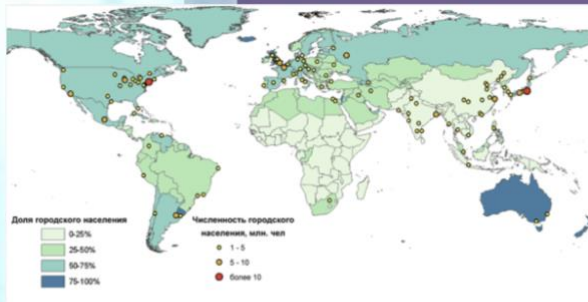 Доля городского населения
0-25%
25-50%
50-75%
75-100%
Численность городского
населения, млн. чел
1 - 5
5 - 10
более 10